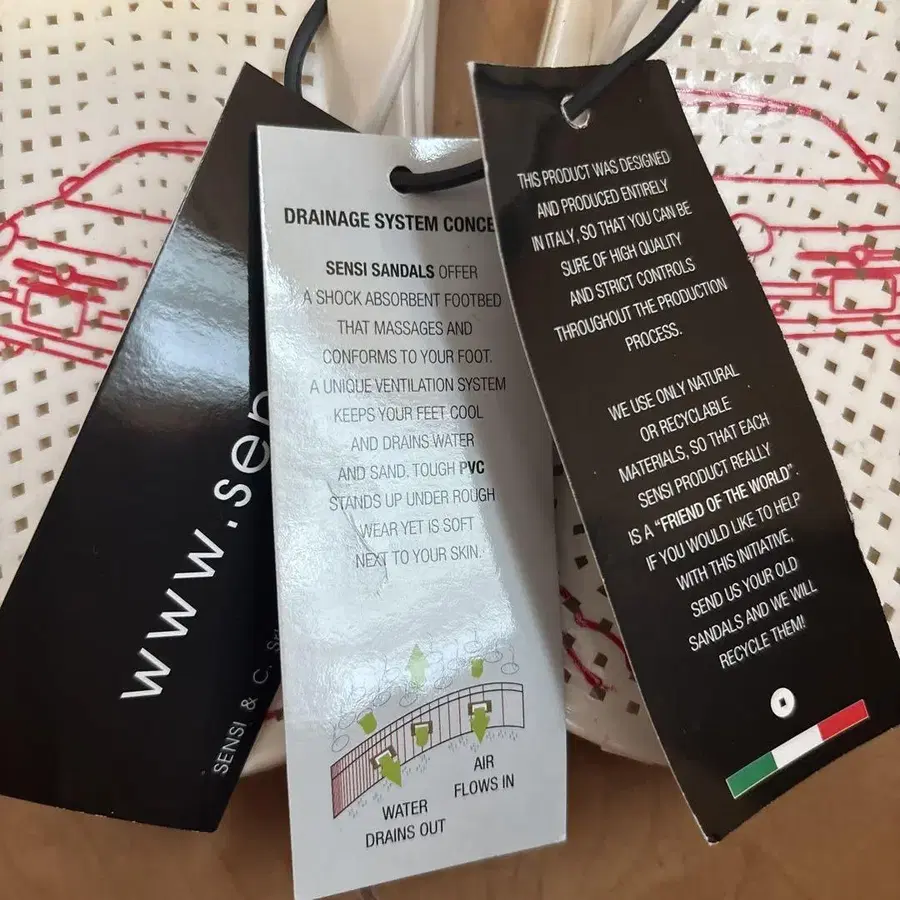 www.sen
SENSI & C. Srl
DRAINAGE SYSTEM CONCE
SENSI SANDALS OFFER
A SHOCK ABSORBENT FOOTBED
THAT MASSAGES AND
CONFORMS TO YOUR FOOT.
A UNIQUE VENTILATION SYSTEM
KEEPS YOUR FEET COOL
AND DRAINS WATER
AND SAND. TOUGH PVC
STANDS UP UNDER ROUGH
WEAR YET IS SOFT
NEXT TO YOUR SKIN.
AIR
FLOWS IN
WATER
DRAINS OUT
THIS PRODUCT WAS DESIGNED
AND PRODUCED ENTIRELY
IN ITALY, SO THAT YOU CAN BE
SURE OF HIGH QUALITY
AND STRICT CONTROLS
THROUGHOUT THE PRODUCTION
PROCESS.
WE USE ONLY NATURAL
OR RECYCLABLE
MATERIALS, SO THAT EACH
SENSI PRODUCT REALLY
IS A "FRIEND OF THE WORLD".
IF YOU WOULD LIKE TO HELP
WITH THIS INITIATIVE,
SEND US YOUR OLD
SANDALS AND WE WILL
RECYCLE THEM!